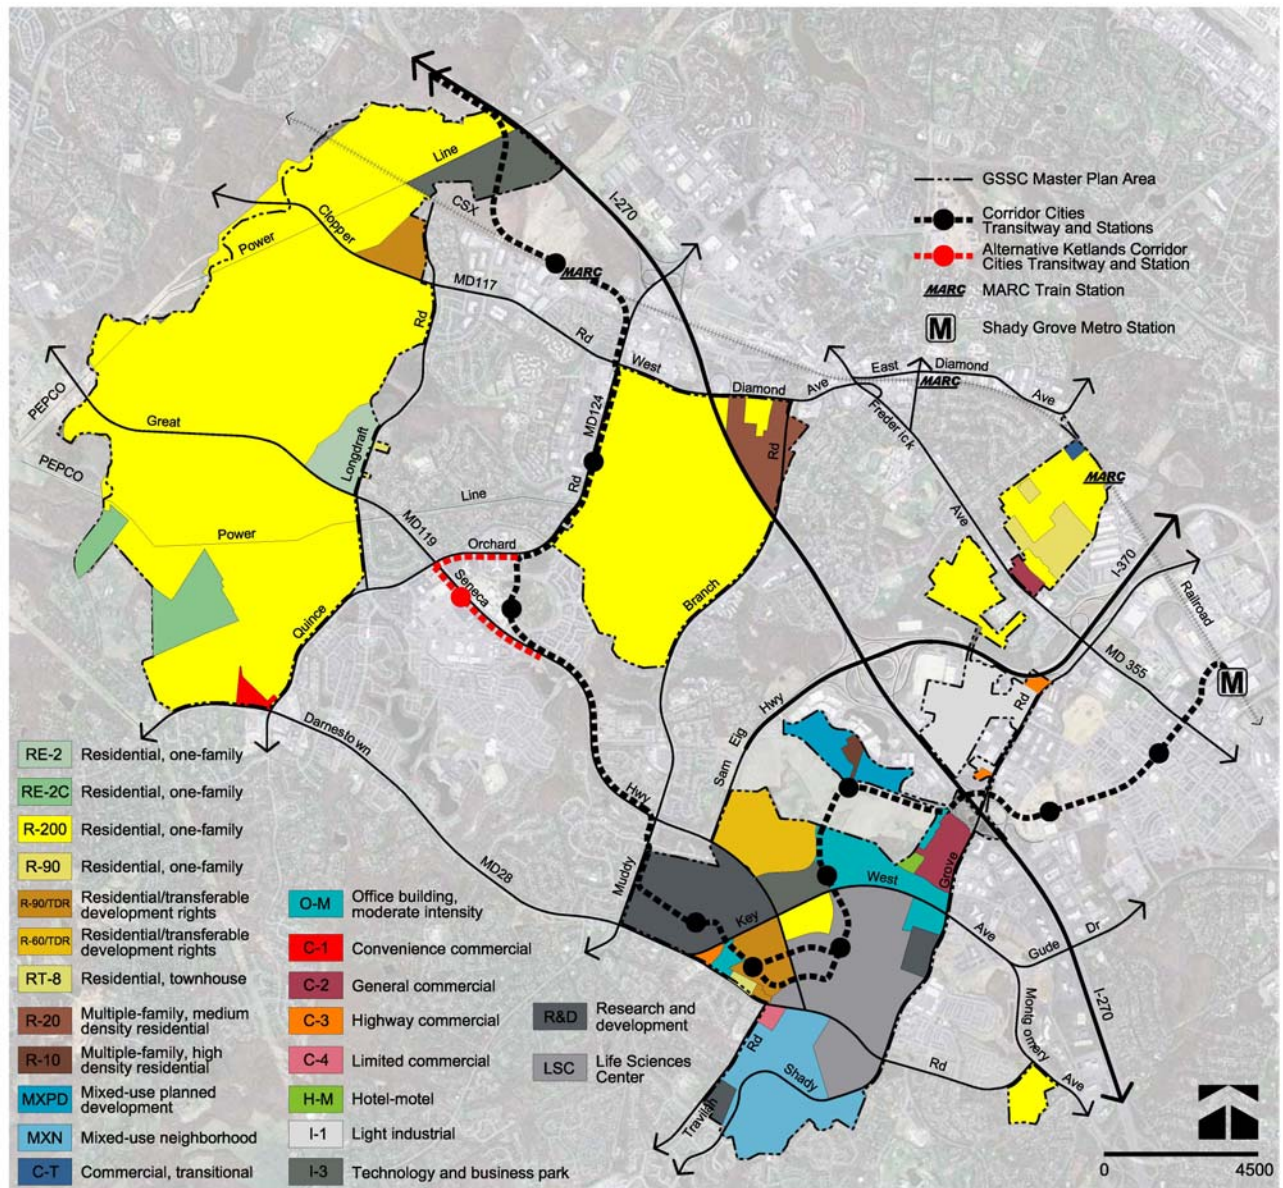 GSSC Master Plan Area
Corridor Cities
Transitway and Stations
Alternative Ketlands Corridor
Cities Transitway and Station
MARC
MARC Train Station
M
Shady Grove Metro Station
Line
CSX
I-270
Clopper
Power
MARC
MD117
Rd
Rd
West
Diamond
Ave
East
Diamond
MARC
Ave
PEPCO
Great
Longdraft
MD124
Rd
Rd
Frederick
MARC
PEPCO
Line
Ave
Power
MD119
Orchard
I-370
Seneca
Branch
Railroad
Quince
MD 355
M
Hwy
Rd
Eig
Sam
Darnestown
Hwy
MD28
Muddy
Grove
West
Key
Ave
Gude
Dr
I-270
Montgomery
Rd
Shady
Rd
Ave
Travilah
RE-2 Residential, one-family
RE-2C Residential, one-family
R-200 Residential, one-family
R-90 Residential, one-family
R-90/TDR Residential/transferable
development rights
R-60/TDR Residential/transferable
development rights
RT-8 Residential, townhouse
R-20 Multiple-family, medium
density residential
R-10 Multiple-family, high
density residential
MXPD Mixed-use planned
development
MXN Mixed-use neighborhood
C-T Commercial, transitional
O-M Office building,
moderate intensity
C-1 Convenience commercial
C-2 General commercial
C-3 Highway commercial
C-4 Limited commercial
H-M Hotel-motel
I-1 Light industrial
I-3 Technology and business park
R&D Research and
development
LSC Life Sciences
Center
0 4500